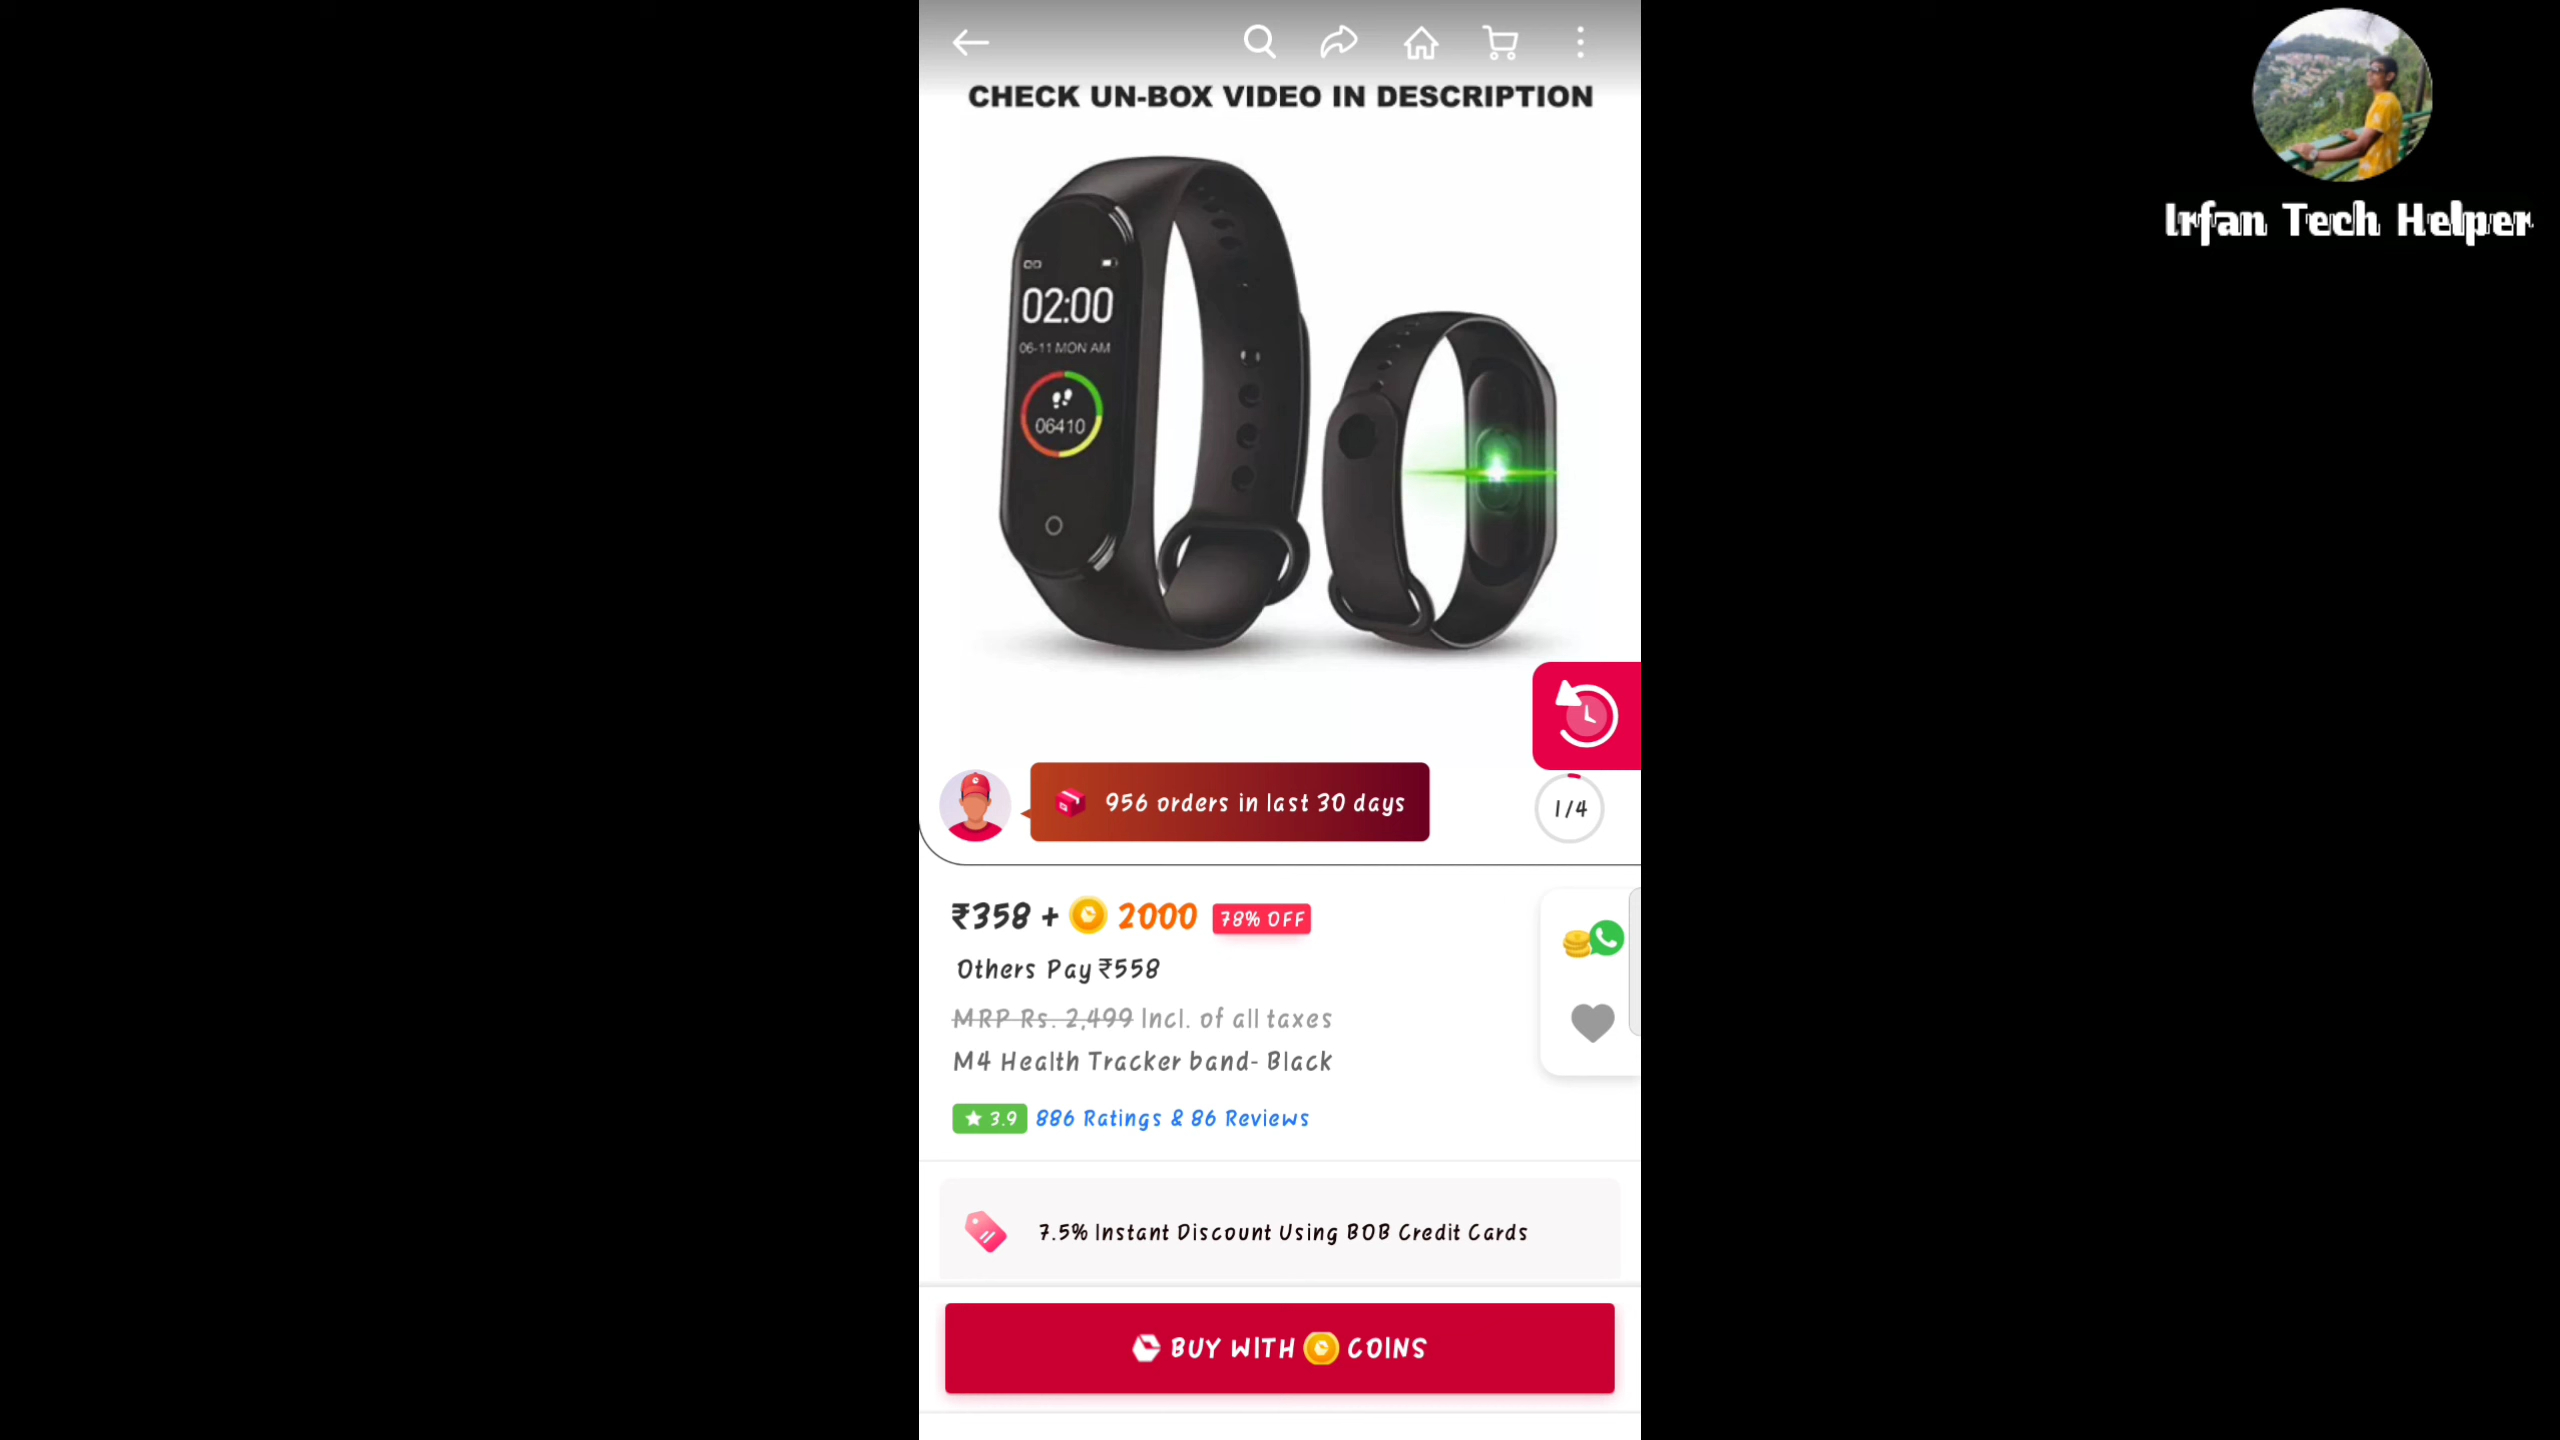 CHECK UN-BOX VIDEO IN DESCRIPTION
Irfan Tech Helper
02:00
06-11 MON AM
06410
956 orders in last 30 days
1/4
₹358 + 2000 78% OFF
Others Pay ₹558
MRP Rs. 2,499 Incl. of all taxes
M4 Health Tracker band- Black
★ 3.9 886 Ratings & 86 Reviews
7.5% Instant Discount Using BOB Credit Cards
BUY WITH COINS